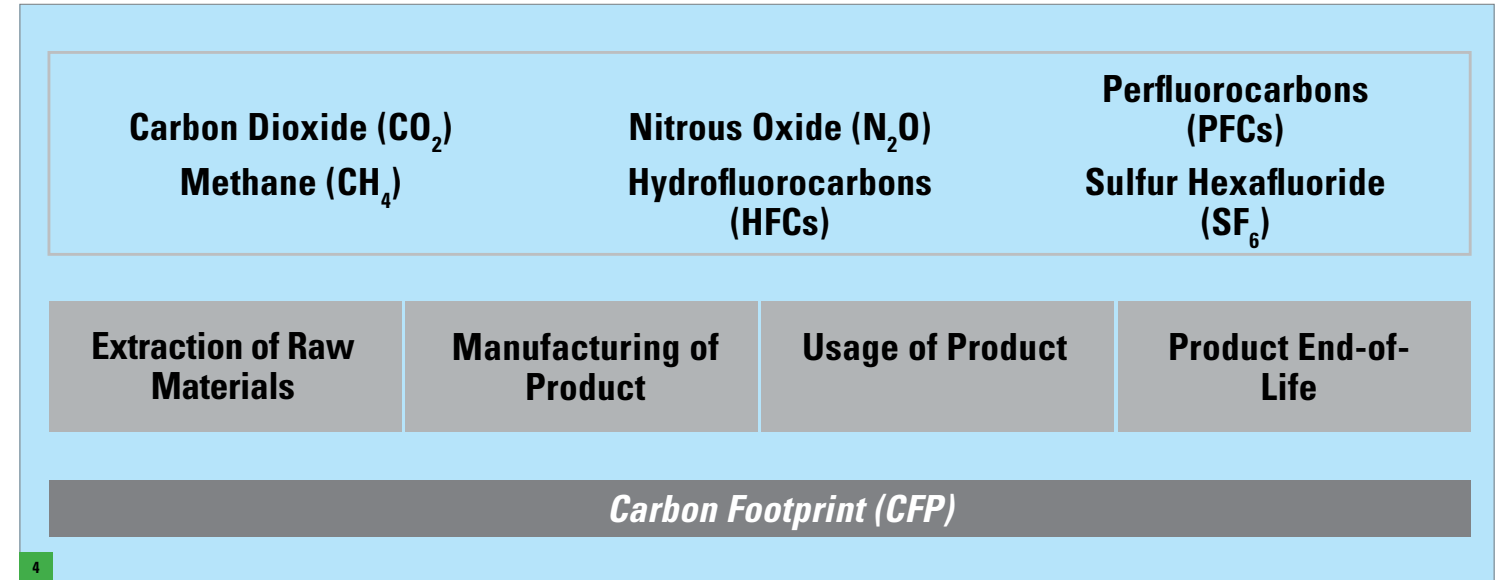 Carbon Dioxide (CO₂)
Methane (CH₄)
Nitrous Oxide (N₂O)
Hydrofluorocarbons
(HFCs)
Perfluorocarbons
(PFCs)
Sulfur Hexafluoride
(SF₆)
Extraction of Raw
Materials
Manufacturing of
Product
Usage of Product
Product End-of-
Life
Carbon Footprint (CFP)
4